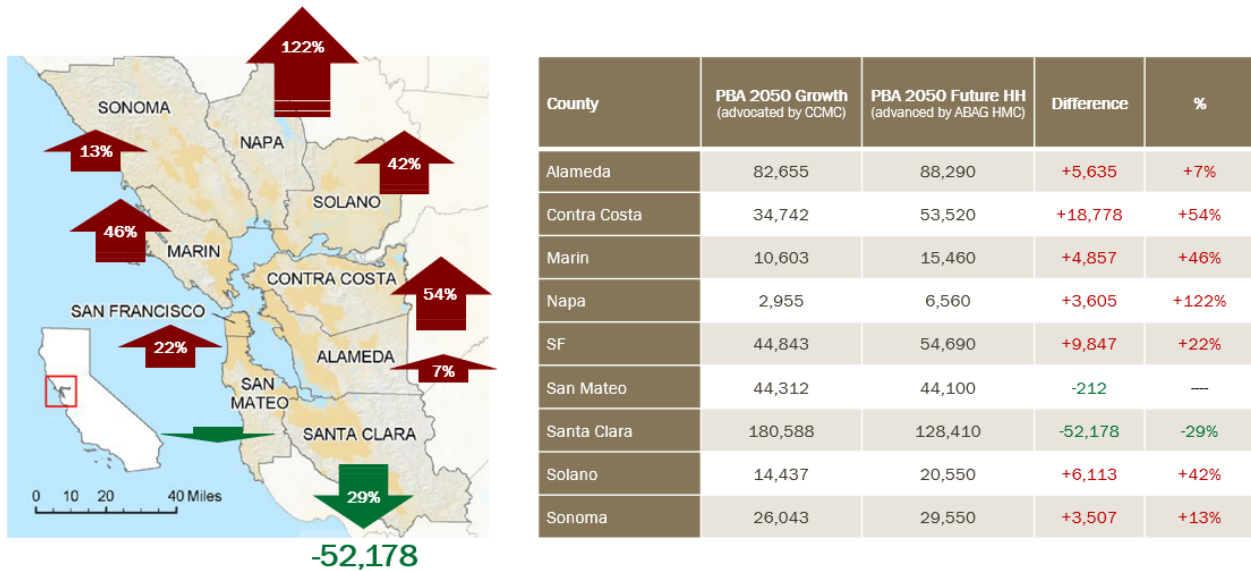 122%
SONOMA
NAPA
13%
42%
SOLANO
46%
MARIN
CONTRA COSTA
54%
SAN FRANCISCO
22%
ALAMEDA
7%
SAN
MATEO
SANTA CLARA
0 10 20 40 Miles
29%
-52,178
County PBA 2050 Growth PBA 2050 Future HH Difference %
(advocated by CCMC) (advanced by ABAG HMC)
Alameda 82,655 88,290 +5,635 +7%
Contra Costa 34,742 53,520 +18,778 +54%
Marin 10,603 15,460 +4,857 +46%
Napa 2,955 6,560 +3,605 +122%
SF 44,843 54,690 +9,847 +22%
San Mateo 44,312 44,100 -212 ----
Santa Clara 180,588 128,410 -52,178 -29%
Solano 14,437 20,550 +6,113 +42%
Sonoma 26,043 29,550 +3,507 +13%